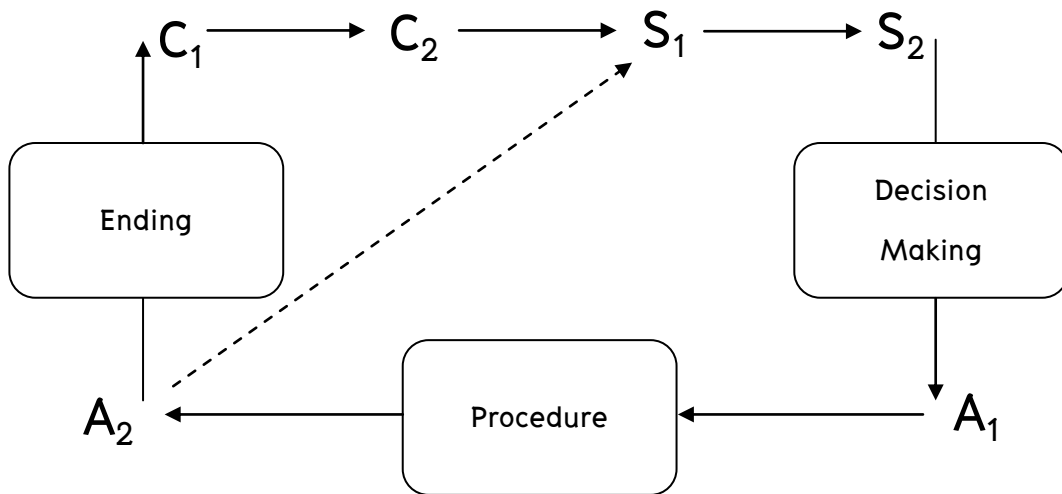 C₁ C₂ S₁ S₂
Ending
Decision
Making
A₂
Procedure
A₁